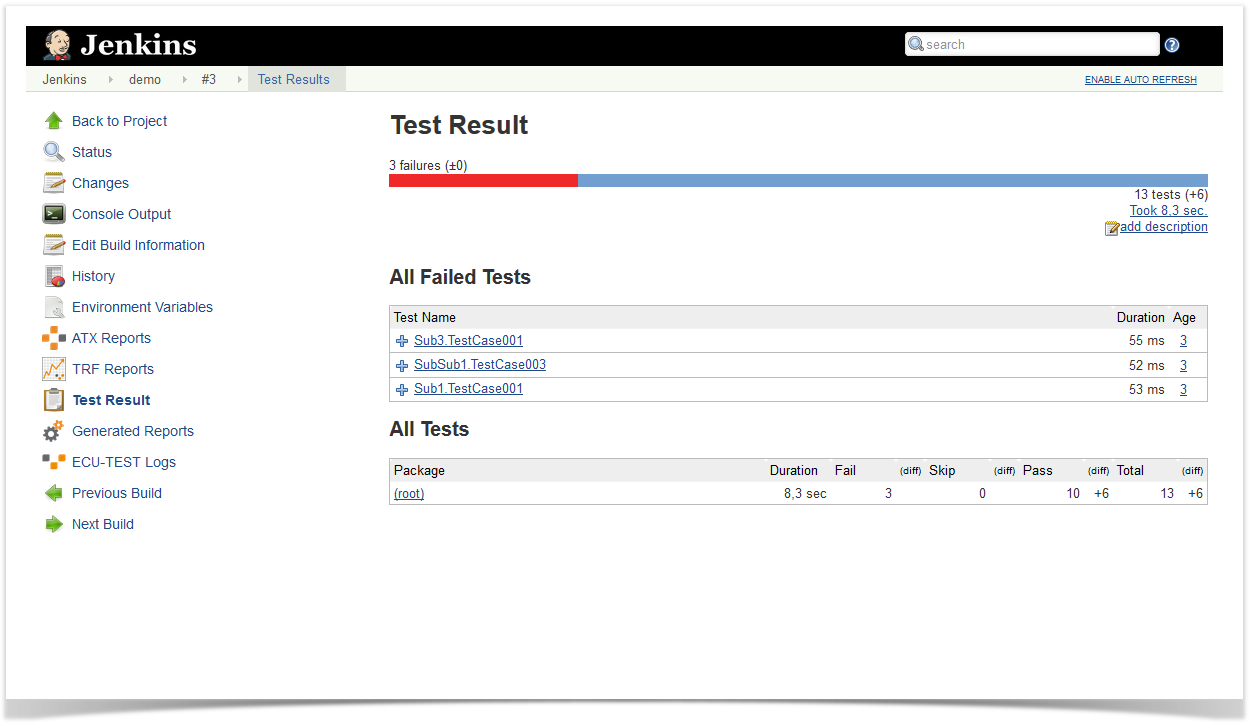 Jenkins
search
?
Jenkins demo #3 Test Results ENABLE AUTO REFRESH
Back to Project
Status
Changes
Console Output
Edit Build Information
History
Environment Variables
ATX Reports
TRF Reports
Test Result
Generated Reports
ECU-TEST Logs
Previous Build
Next Build
Test Result
3 failures (±0)
13 tests (+6)
Took 8.3 sec.
add description
All Failed Tests
Test Name Duration Age
Sub3.TestCase001 55 ms 3
SubSub1.TestCase003 52 ms 3
Sub1.TestCase001 53 ms 3
All Tests
Package Duration Fail (diff) Skip (diff) Pass (diff) Total (diff)
(root) 8,3 sec 3 0 10 +6 13 +6